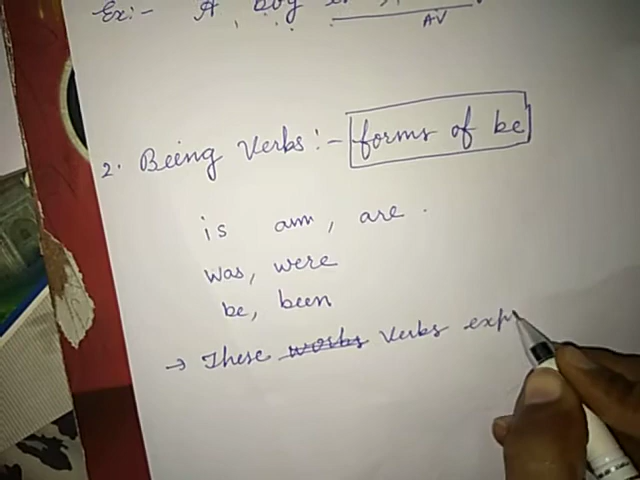 Ex:- A boy
AV
2. Being Verbs:- forms of be
is am, are.
was, were
be, been
→ These works Verbs exp